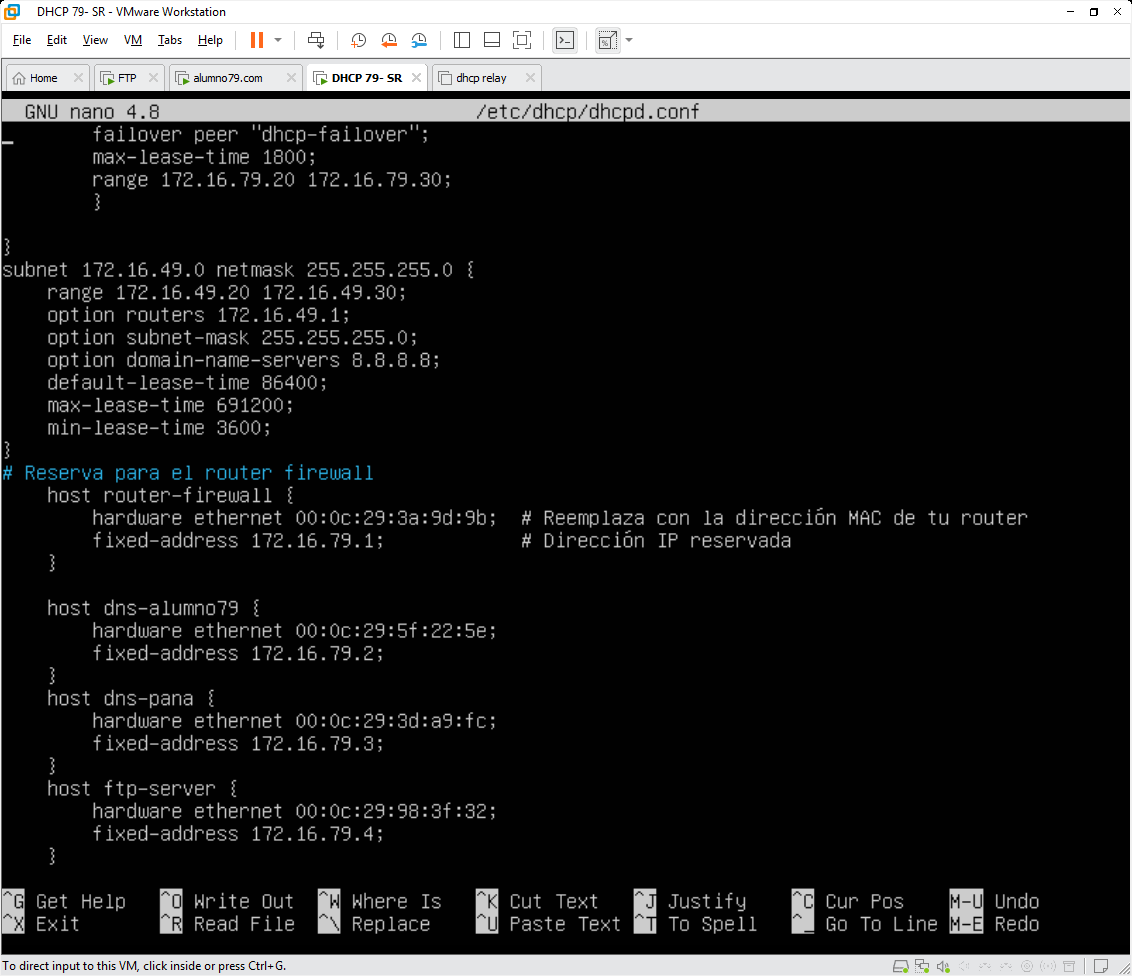 DHCP 79- SR - VMware Workstation
File Edit View VM Tabs Help
Home FTP alumno79.com DHCP 79- SR dhcp relay
GNU nano 4.8 /etc/dhcp/dhcpd.conf
failover peer "dhcp-failover";
max-lease-time 1800;
range 172.16.79.20 172.16.79.30;
}
}
subnet 172.16.49.0 netmask 255.255.255.0 {
range 172.16.49.20 172.16.49.30;
option routers 172.16.49.1;
option subnet-mask 255.255.255.0;
option domain-name-servers 8.8.8.8;
default-lease-time 86400;
max-lease-time 691200;
min-lease-time 3600;
}
# Reserva para el router firewall
host router-firewall {
hardware ethernet 00:0c:29:3a:9d:9b; # Reemplaza con la dirección MAC de tu router
fixed-address 172.16.79.1; # Dirección IP reservada
}
host dns-alumno79 {
hardware ethernet 00:0c:29:5f:22:5e;
fixed-address 172.16.79.2;
}
host dns-pana {
hardware ethernet 00:0c:29:3d:a9:fc;
fixed-address 172.16.79.3;
}
host ftp-server {
hardware ethernet 00:0c:29:98:3f:32;
fixed-address 172.16.79.4;
}
^G Get Help ^O Write Out ^W Where Is ^K Cut Text ^J Justify ^C Cur Pos M-U Undo
^X Exit ^R Read File ^\ Replace ^U Paste Text ^T To Spell ^_ Go To Line M-E Redo
To direct input to this VM, click inside or press Ctrl+G.